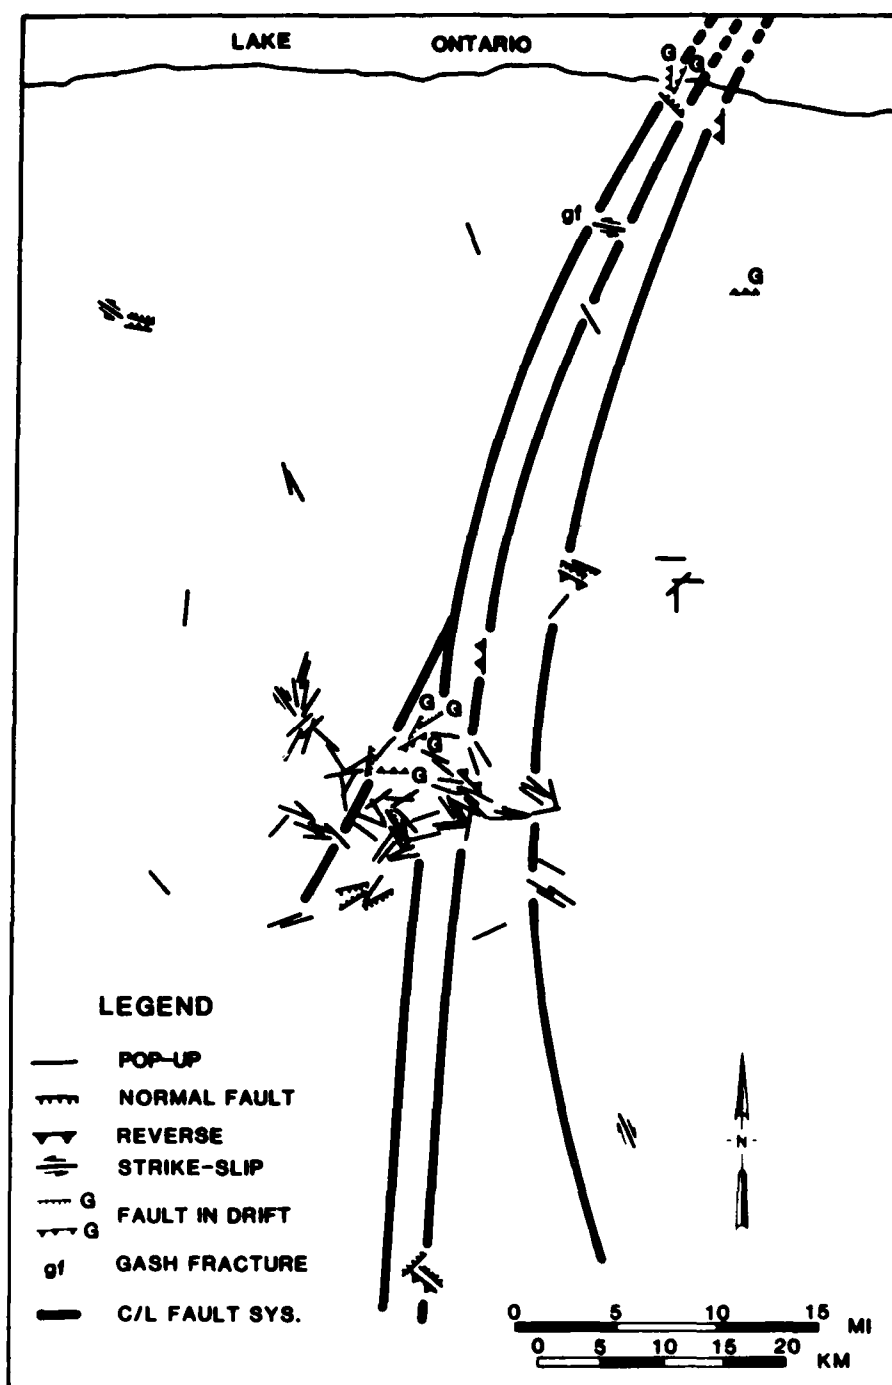 LAKE ONTARIO
G
G
gf
G
G
G
G
G
LEGEND
POP-UP
NORMAL FAULT
REVERSE
STRIKE-SLIP
G
FAULT IN DRIFT
G
gf GASH FRACTURE
C/L FAULT SYS.
-N-
0 5 10 15 MI
0 5 10 15 20 KM